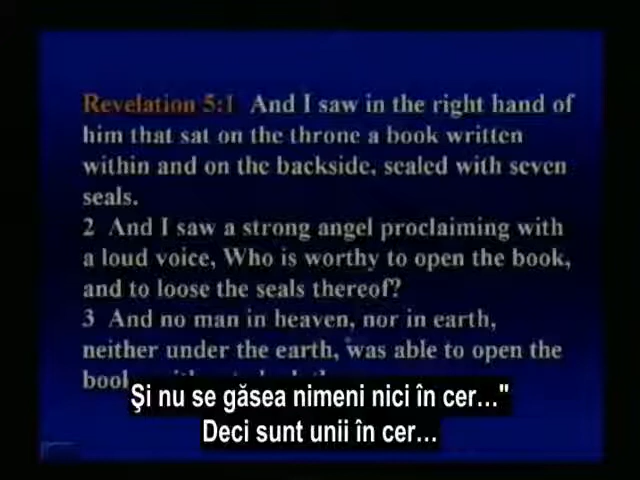 Revelation 5:1 And I saw in the right hand of
him that sat on the throne a book written
within and on the backside, sealed with seven
seals.
2 And I saw a strong angel proclaiming with
a loud voice, Who is worthy to open the book,
and to loose the seals thereof?
3 And no man in heaven, nor in earth,
neither under the earth, was able to open the
Şi nu se găsea nimeni nici în cer..."
Deci sunt unii în cer...